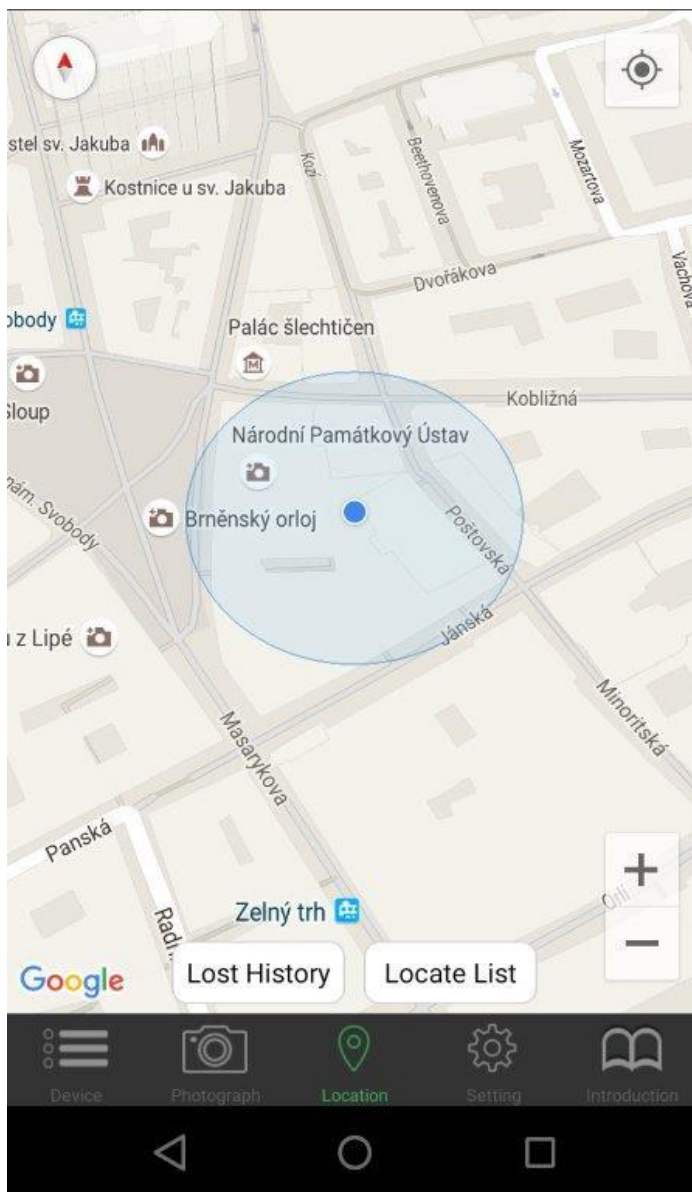 stel sv. Jakuba
Kostnice u sv. Jakuba
Kozí
Beethovenova
Mozartova
Vachova
Dvořákova
obody
Palác šlechtičen
Sloup
Kobližná
Národní Památkový Ústav
nám. Svobody
Brněnský orloj
Poštovská
u z Lipé
Jánská
Minoritská
Masarykova
Panská
Radn
Zelný trh
Orlí
+
−
Google
Lost History
Locate List
Device
Photograph
Location
Setting
Introduction